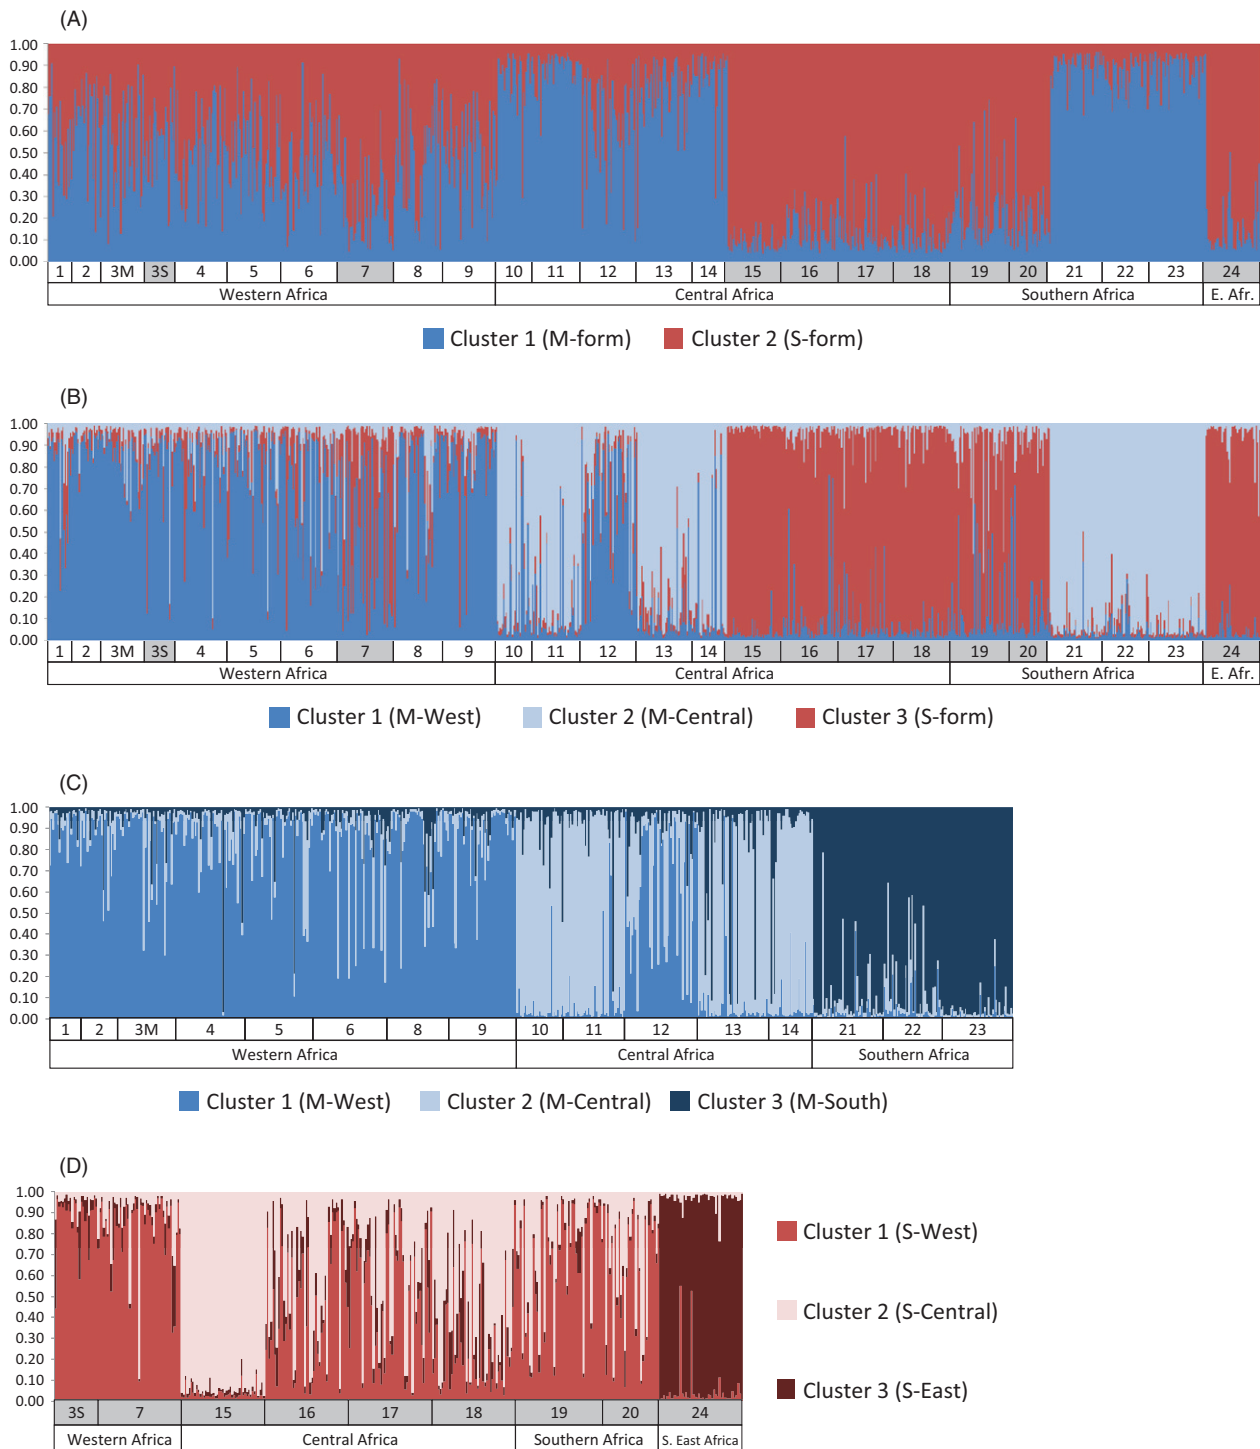 (A)
1.00
0.90
0.80
0.70
0.60
0.50
0.40
0.30
0.20
0.10
0.00
1 2 3M 3S 4 5 6 7 8 9 10 11 12 13 14 15 16 17 18 19 20 21 22 23 24
Western Africa Central Africa Southern Africa E. Afr.
Cluster 1 (M-form) Cluster 2 (S-form)
(B)
1.00
0.90
0.80
0.70
0.60
0.50
0.40
0.30
0.20
0.10
0.00
1 2 3M 3S 4 5 6 7 8 9 10 11 12 13 14 15 16 17 18 19 20 21 22 23 24
Western Africa Central Africa Southern Africa E. Afr.
Cluster 1 (M-West) Cluster 2 (M-Central) Cluster 3 (S-form)
(C)
1.00
0.90
0.80
0.70
0.60
0.50
0.40
0.30
0.20
0.10
0.00
1 2 3M 4 5 6 8 9 10 11 12 13 14 21 22 23
Western Africa Central Africa Southern Africa
Cluster 1 (M-West) Cluster 2 (M-Central) Cluster 3 (M-South)
(D)
1.00
0.90
0.80
0.70
0.60
0.50
0.40
0.30
0.20
0.10
0.00
3S 7 15 16 17 18 19 20 24
Western Africa Central Africa Southern Africa S. East Africa
Cluster 1 (S-West)
Cluster 2 (S-Central)
Cluster 3 (S-East)